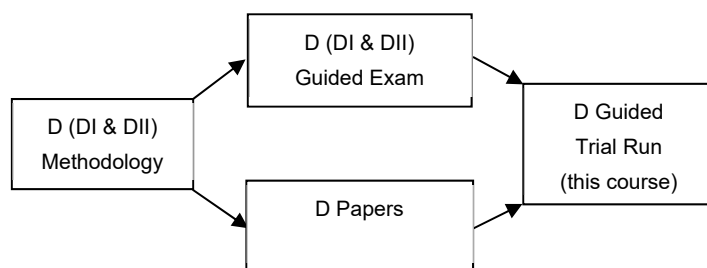 D (DI & DII)
Guided Exam
D (DI & DII)
Methodology
D Guided
Trial Run
(this course)
D Papers